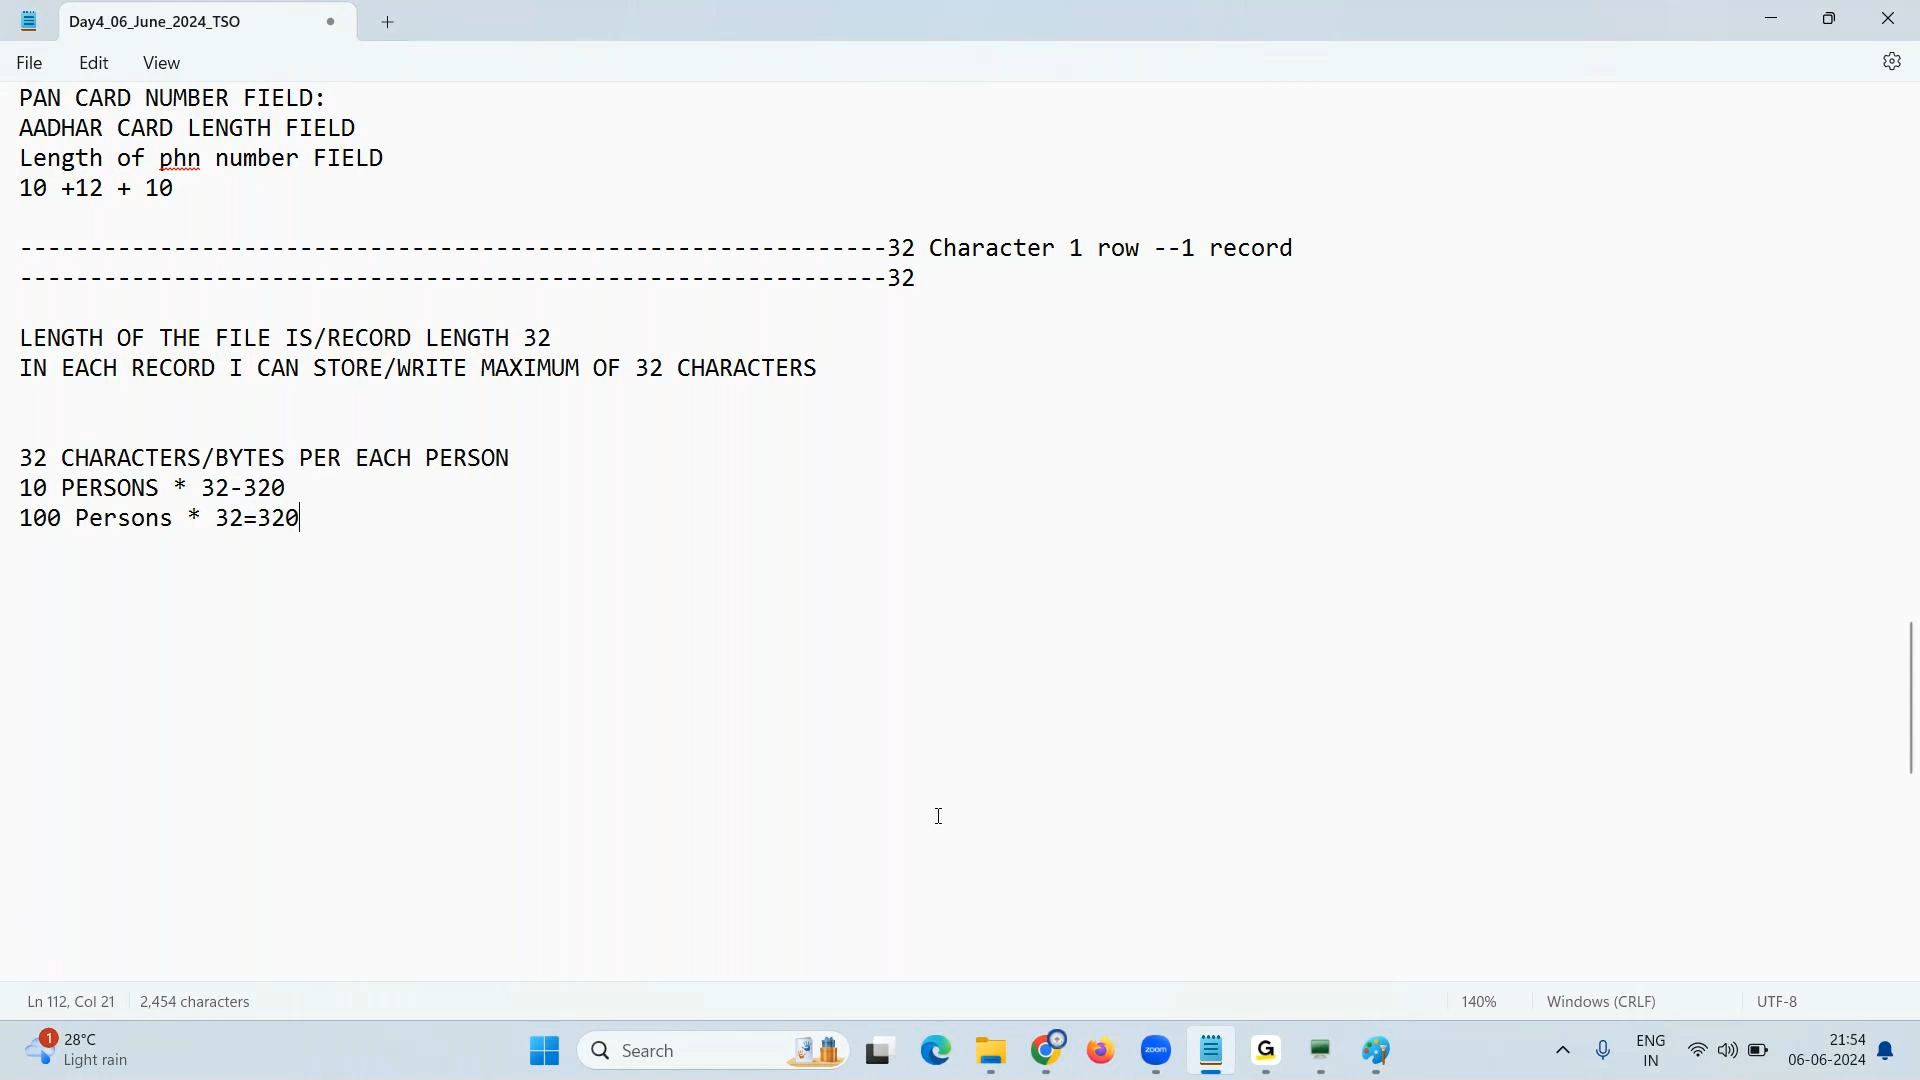 Day4_06_June_2024_TSO
File Edit View
PAN CARD NUMBER FIELD:
AADHAR CARD LENGTH FIELD
Length of phn number FIELD
10 +12 + 10
--------------------------------------------------------------32 Character 1 row --1 record
--------------------------------------------------------------32
LENGTH OF THE FILE IS/RECORD LENGTH 32
IN EACH RECORD I CAN STORE/WRITE MAXIMUM OF 32 CHARACTERS
32 CHARACTERS/BYTES PER EACH PERSON
10 PERSONS * 32-320
100 Persons * 32=320
Ln 112, Col 21 2,454 characters 140% Windows (CRLF) UTF-8
1 28°C
Light rain
Search
zoom
G
ENG
IN
21:54
06-06-2024